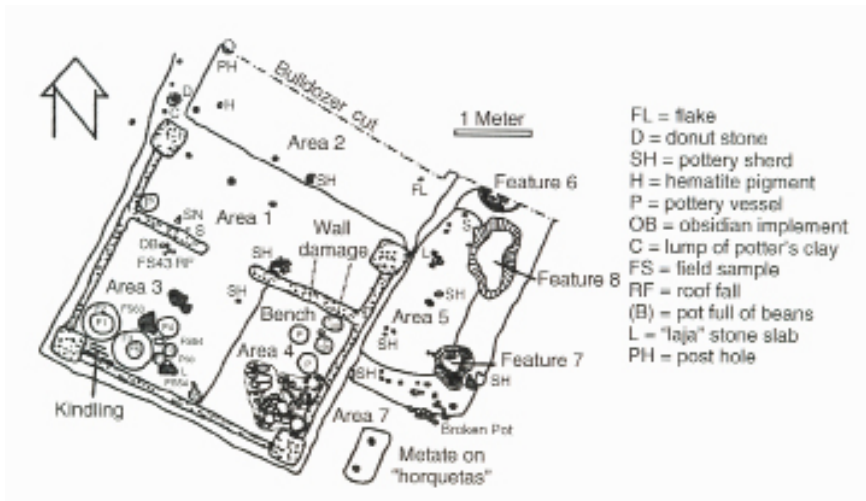 PH
Bulldozer cut
D
C
H
1 Meter
Area 2
SH
FL
Feature 6
P
SN
S
Area 1
Wall
damage
SH
L
S
OB
FS43 RF
Feature 8
Area 3
SH
SH
Bench
Area 5
FS63
P1
P4
P
Area 4
SH
Feature 7
L
SH
SH
Kindling
Area 7
Broken Pot
Metate on
"horquetas"
FL = flake
D = donut stone
SH = pottery sherd
H = hematite pigment
P = pottery vessel
OB = obsidian implement
C = lump of potter's clay
FS = field sample
RF = roof fall
(B) = pot full of beans
L = "laja" stone slab
PH = post hole